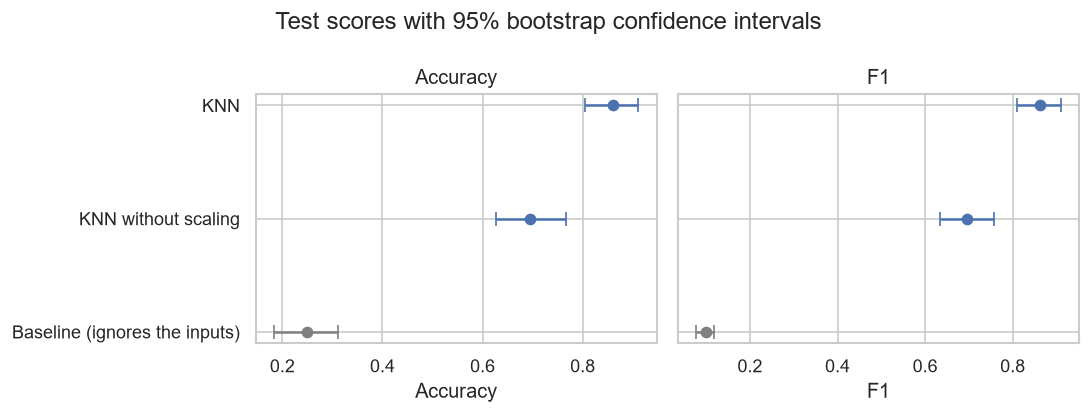 Test scores with 95% bootstrap confidence intervals
Accuracy
F1
KNN
KNN without scaling
Baseline (ignores the inputs)
0.2 0.4 0.6 0.8
0.2 0.4 0.6 0.8
Accuracy
F1